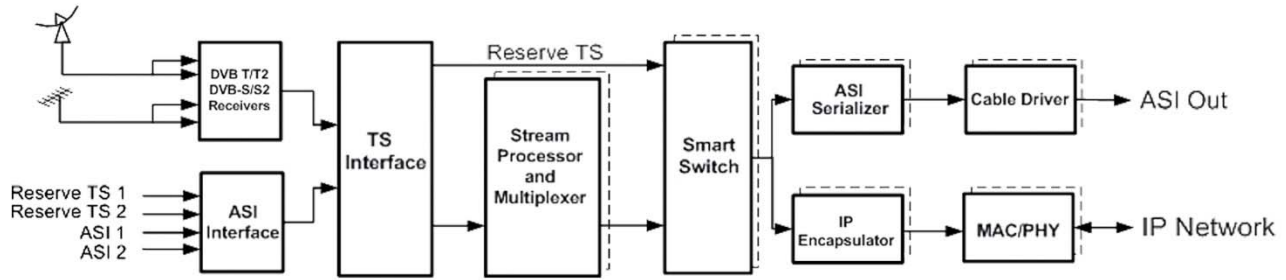 DVB T/T2
DVB-S/S2
Receivers
Reserve TS 1
Reserve TS 2
ASI 1
ASI 2
ASI
Interface
TS
Interface
Reserve TS
Stream
Processor
and
Multiplexer
Smart
Switch
ASI
Serializer
Cable Driver
ASI Out
IP
Encapsulator
MAC/PHY
IP Network